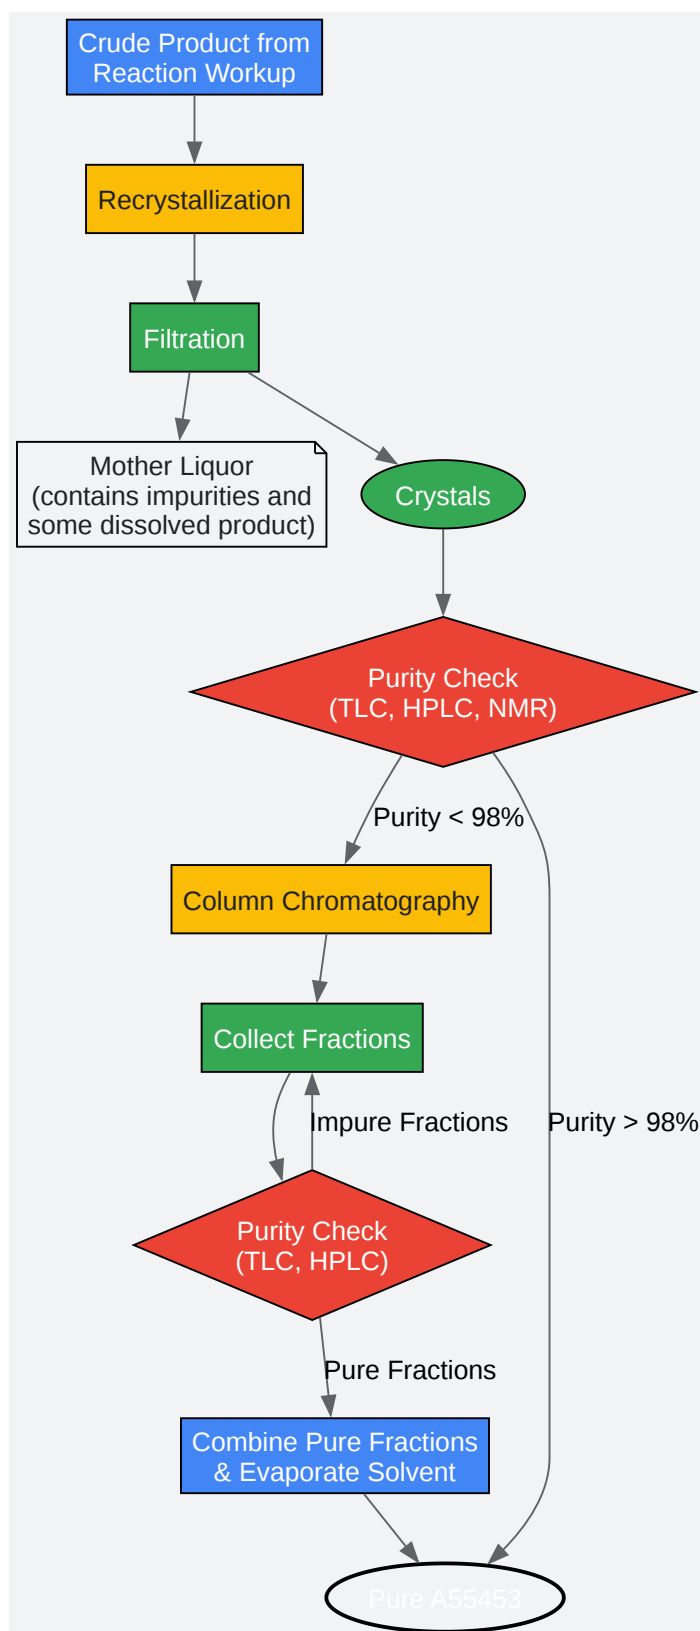 Crude Product from
Reaction Workup
Recrystallization
Filtration
Mother Liquor
(contains impurities and
some dissolved product)
Crystals
Purity Check
(TLC, HPLC, NMR)
Purity < 98%
Column Chromatography
Collect Fractions
Impure Fractions
Purity > 98%
Purity Check
(TLC, HPLC)
Pure Fractions
Combine Pure Fractions
& Evaporate Solvent
Pure A55453